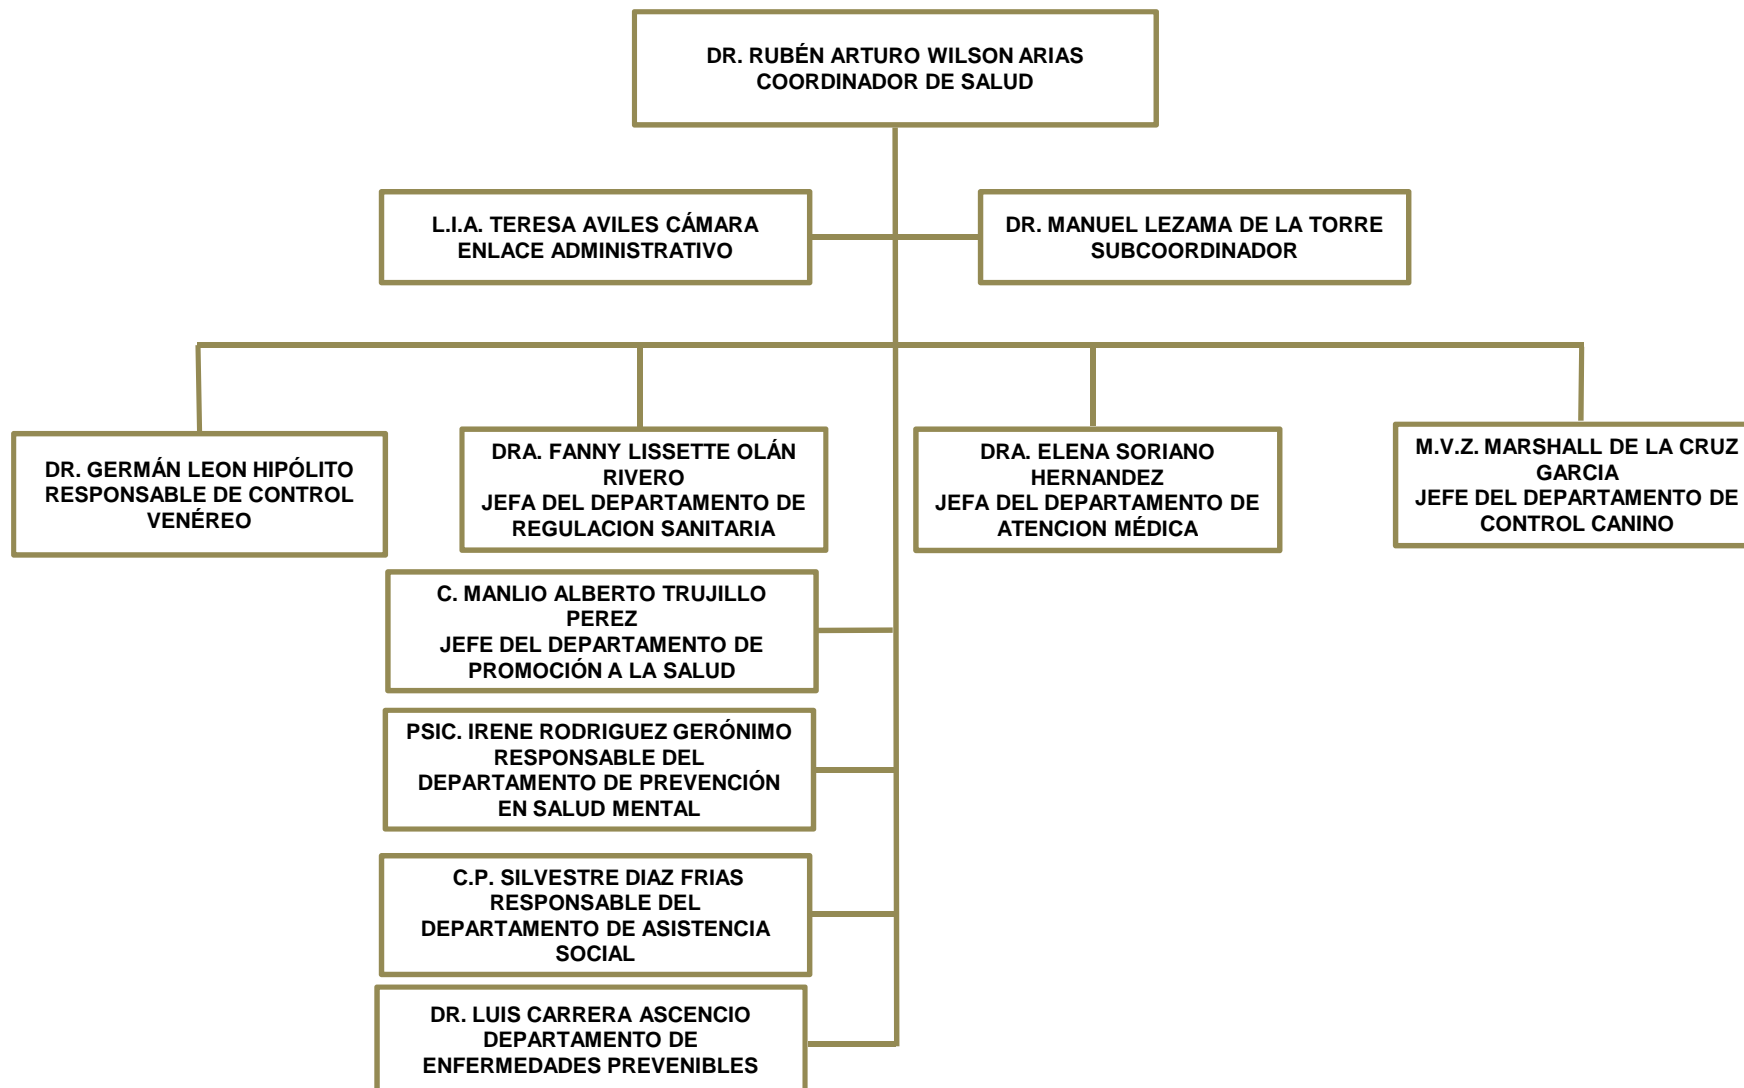 DR. RUBÉN ARTURO WILSON ARIAS
COORDINADOR DE SALUD
L.I.A. TERESA AVILES CÁMARA
ENLACE ADMINISTRATIVO
DR. MANUEL LEZAMA DE LA TORRE
SUBCOORDINADOR
DR. GERMÁN LEON HIPÓLITO
RESPONSABLE DE CONTROL
VENÉREO
DRA. FANNY LISSETTE OLÁN
RIVERO
JEFA DEL DEPARTAMENTO DE
REGULACION SANITARIA
DRA. ELENA SORIANO
HERNANDEZ
JEFA DEL DEPARTAMENTO DE
ATENCION MÉDICA
M.V.Z. MARSHALL DE LA CRUZ
GARCIA
JEFE DEL DEPARTAMENTO DE
CONTROL CANINO
C. MANLIO ALBERTO TRUJILLO
PEREZ
JEFE DEL DEPARTAMENTO DE
PROMOCIÓN A LA SALUD
PSIC. IRENE RODRIGUEZ GERÓNIMO
RESPONSABLE DEL
DEPARTAMENTO DE PREVENCIÓN
EN SALUD MENTAL
C.P. SILVESTRE DIAZ FRIAS
RESPONSABLE DEL
DEPARTAMENTO DE ASISTENCIA
SOCIAL
DR. LUIS CARRERA ASCENCIO
DEPARTAMENTO DE
ENFERMEDADES PREVENIBLES